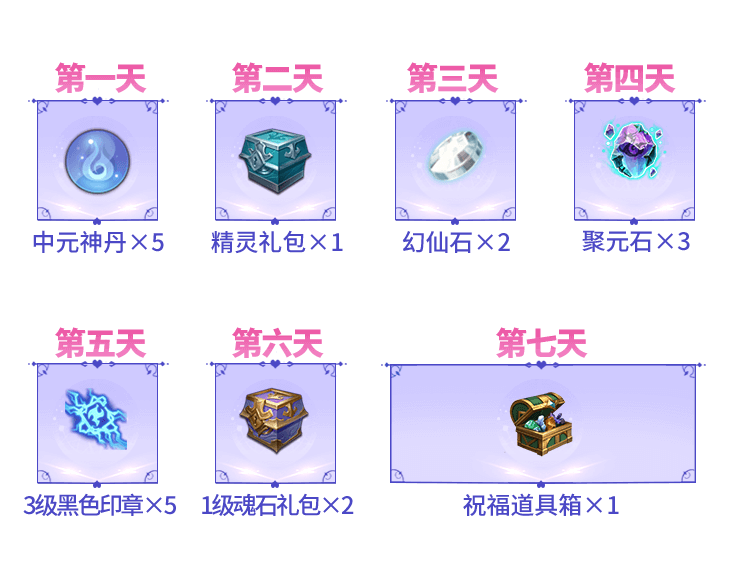 第一天
第二天
第三天
第四天
中元神丹×5
精灵礼包×1
幻仙石×2
聚元石×3
第五天
第六天
第七天
3级黑色印章×5
1级魂石礼包×2
祝福道具箱×1